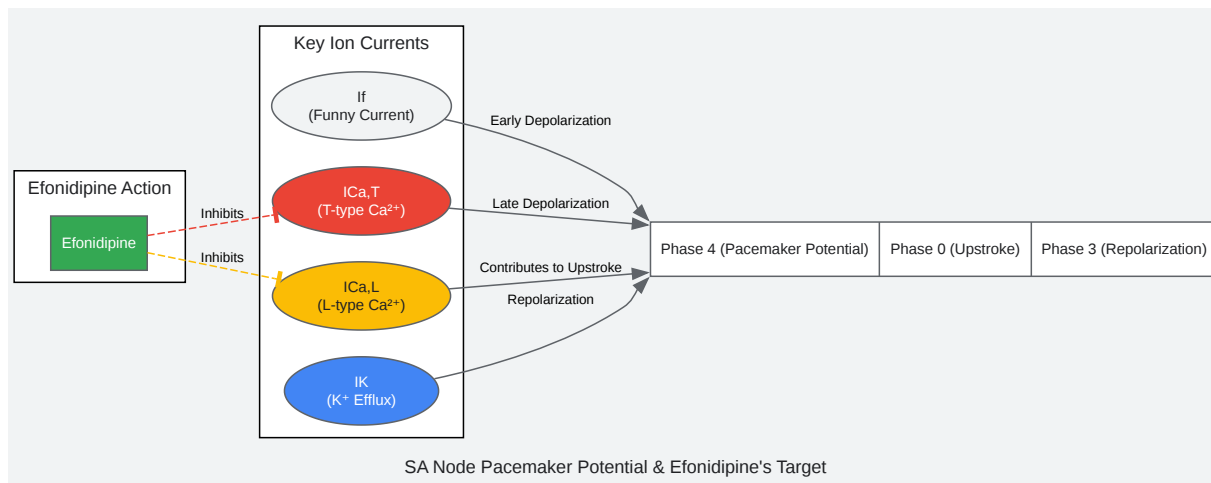 Key Ion Currents
If
(Funny Current)
Early Depolarization
Efonidipine Action
Efonidipine
Inhibits
Inhibits
ICa,T
(T-type Ca²⁺)
Late Depolarization
ICa,L
(L-type Ca²⁺)
Contributes to Upstroke
Repolarization
IK
(K⁺ Efflux)
Phase 4 (Pacemaker Potential)
Phase 0 (Upstroke)
Phase 3 (Repolarization)
SA Node Pacemaker Potential & Efonidipine's Target